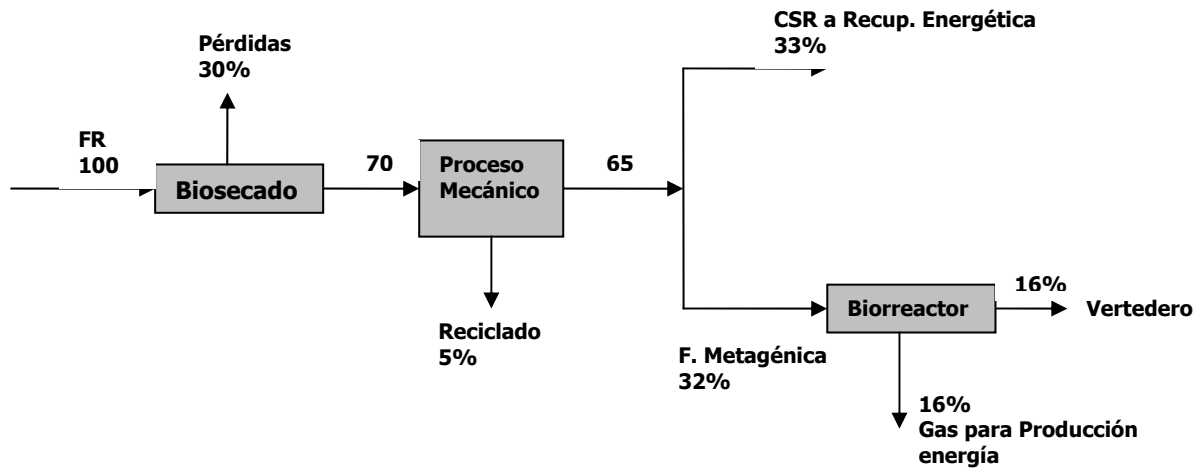 CSR a Recup. Energética
33%
Pérdidas
30%
FR
100
Biosecado
70
Proceso
Mecánico
65
Reciclado
5%
F. Metagénica
32%
Biorreactor
16%
Vertedero
16%
Gas para Producción
energía